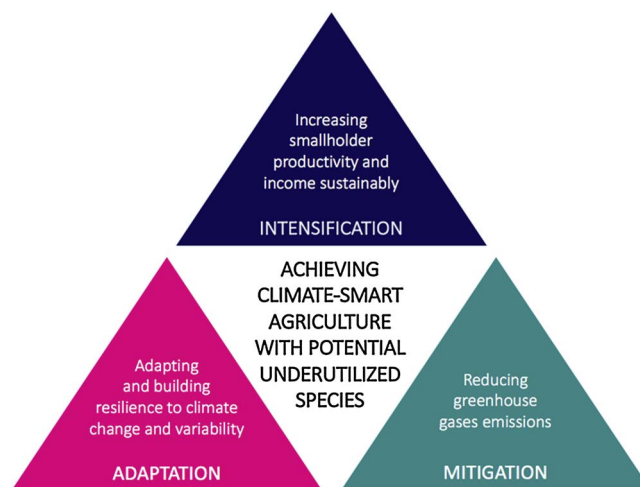 Increasing
smallholder
productivity and
income sustainably
INTENSIFICATION
ACHIEVING
CLIMATE-SMART
AGRICULTURE
WITH POTENTIAL
UNDERUTILIZED
SPECIES
Adapting
and building
resilience to climate
change and variability
ADAPTATION
Reducing
greenhouse
gases emissions
MITIGATION